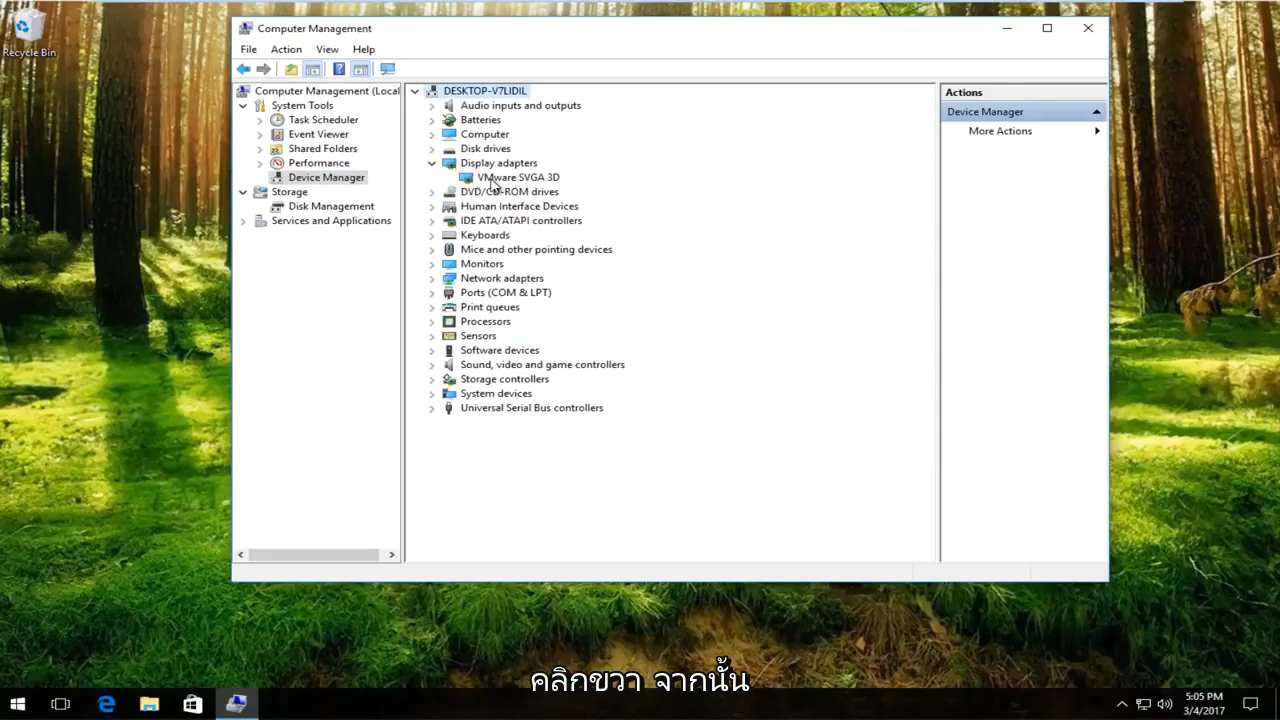 Recycle Bin
Computer Management
File Action View Help
Computer Management (Local
System Tools
Task Scheduler
Event Viewer
Shared Folders
Performance
Device Manager
Storage
Disk Management
Services and Applications
DESKTOP-V7LIDIL
Audio inputs and outputs
Batteries
Computer
Disk drives
Display adapters
VMware SVGA 3D
DVD/CD-ROM drives
Human Interface Devices
IDE ATA/ATAPI controllers
Keyboards
Mice and other pointing devices
Monitors
Network adapters
Ports (COM & LPT)
Print queues
Processors
Sensors
Software devices
Sound, video and game controllers
Storage controllers
System devices
Universal Serial Bus controllers
Actions
Device Manager
More Actions
คลิกขวา จากนั้น
5:05 PM
3/4/2017